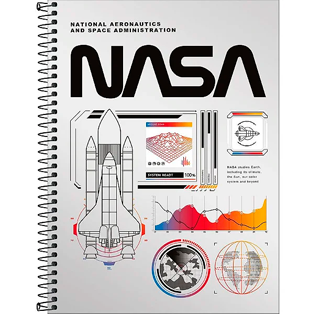 NATIONAL AERONAUTICS
AND SPACE ADMINISTRATION
NASA
SYSTEM READY
100%
NASA studies Earth,
including its climate,
the Sun, our solar
system and beyond